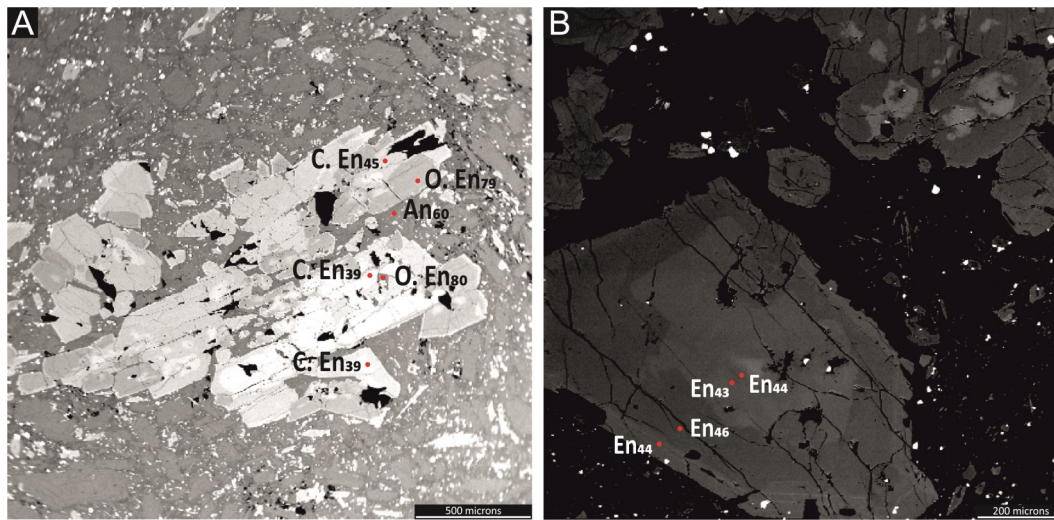 A
C. En45
O. En79
An60
C. En39
O. En80
C. En39
500 microns
B
En43
En44
En46
En44
200 microns